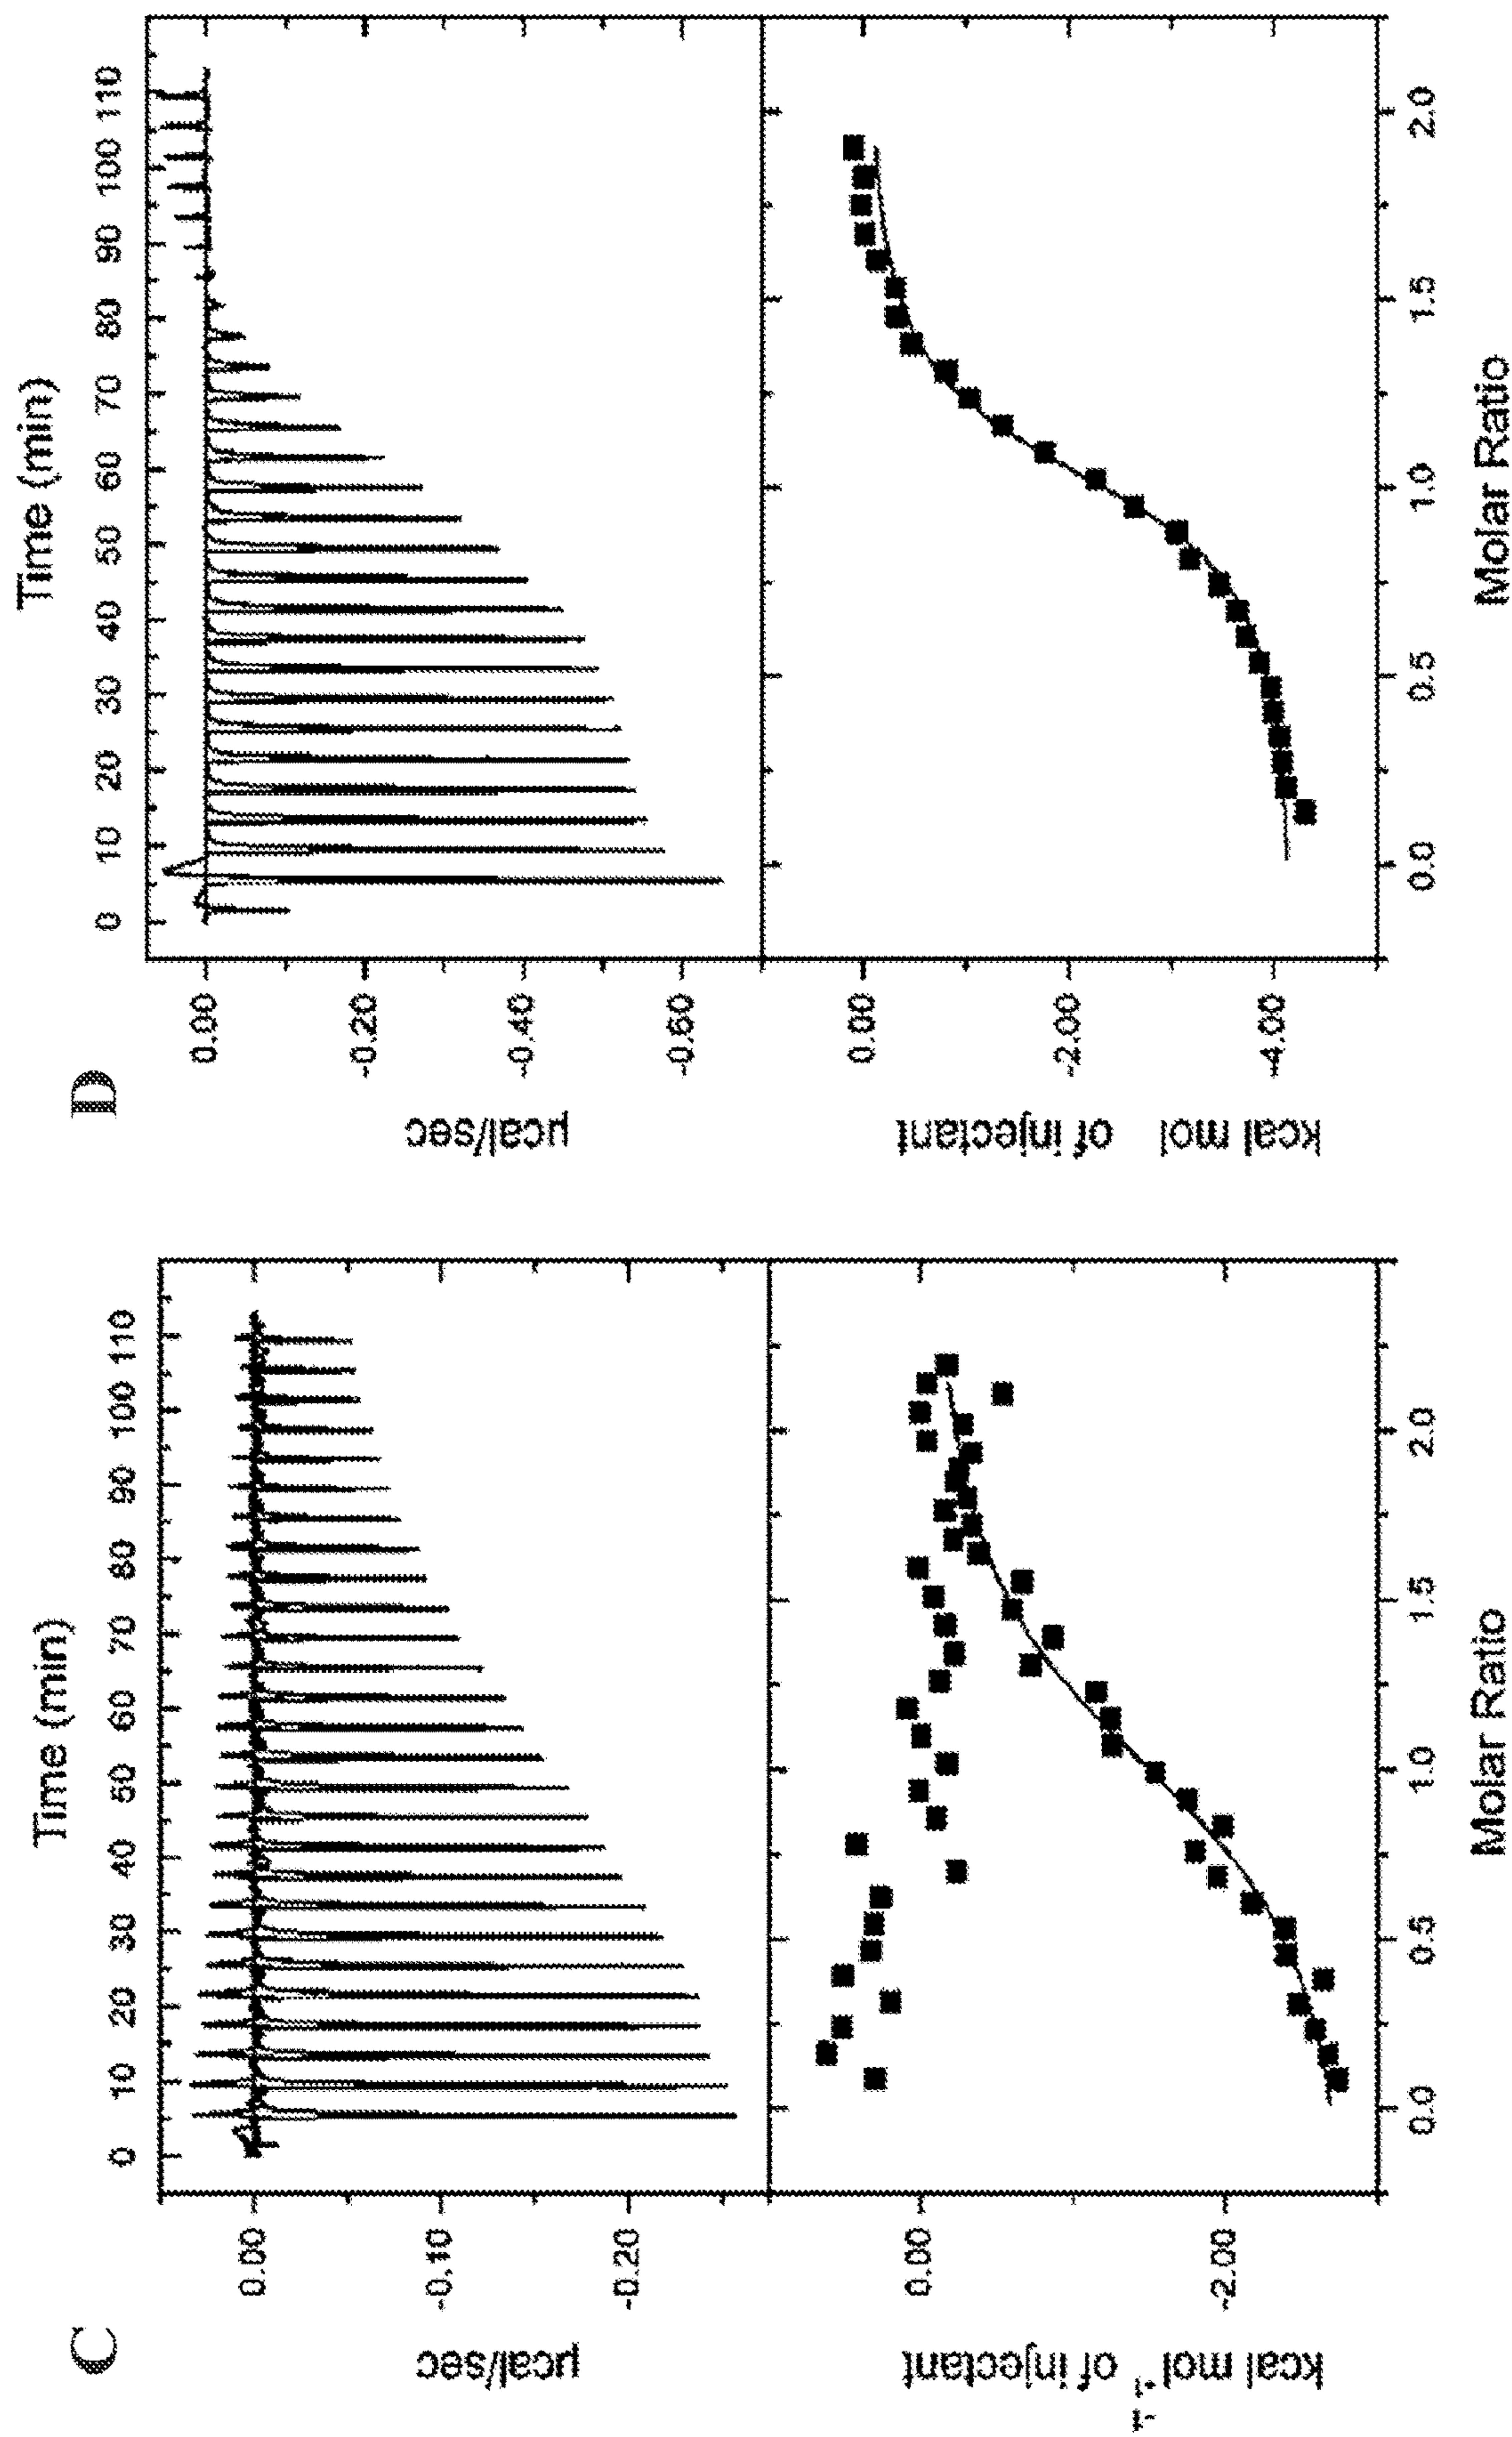 C
Time (min)
0 10 20 30 40 50 60 70 80 90 100 110
0.00
-0.10
-0.20
µcal/sec
0.00
-2.00
kcal mol of injectant
0.0 0.5 1.0 1.5 2.0
Molar Ratio
D
Time (min)
0 10 20 30 40 50 60 70 80 90 100 110
0.00
-0.20
-0.40
-0.60
µcal/sec
0.00
-2.00
-4.00
kcal mol of injectant
0.0 0.5 1.0 1.5 2.0
Molar Ratio